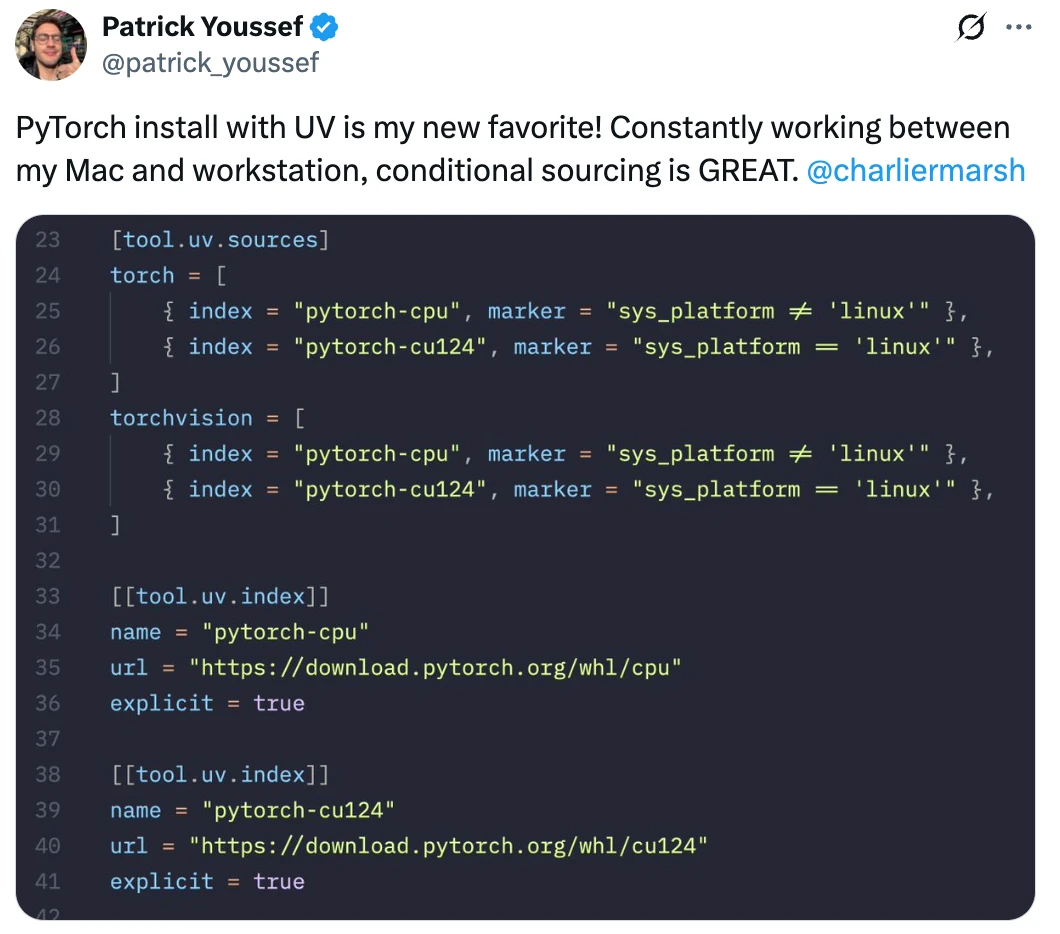 Patrick Youssef
@patrick_youssef
PyTorch install with UV is my new favorite! Constantly working between
my Mac and workstation, conditional sourcing is GREAT. @charliermarsh
23 [tool.uv.sources]
24 torch = [
25 { index = "pytorch-cpu", marker = "sys_platform ≠ 'linux'" },
26 { index = "pytorch-cu124", marker = "sys_platform == 'linux'" },
27 ]
28 torchvision = [
29 { index = "pytorch-cpu", marker = "sys_platform ≠ 'linux'" },
30 { index = "pytorch-cu124", marker = "sys_platform == 'linux'" },
31 ]
32
33 [[tool.uv.index]]
34 name = "pytorch-cpu"
35 url = "https://download.pytorch.org/whl/cpu"
36 explicit = true
37
38 [[tool.uv.index]]
39 name = "pytorch-cu124"
40 url = "https://download.pytorch.org/whl/cu124"
41 explicit = true
42